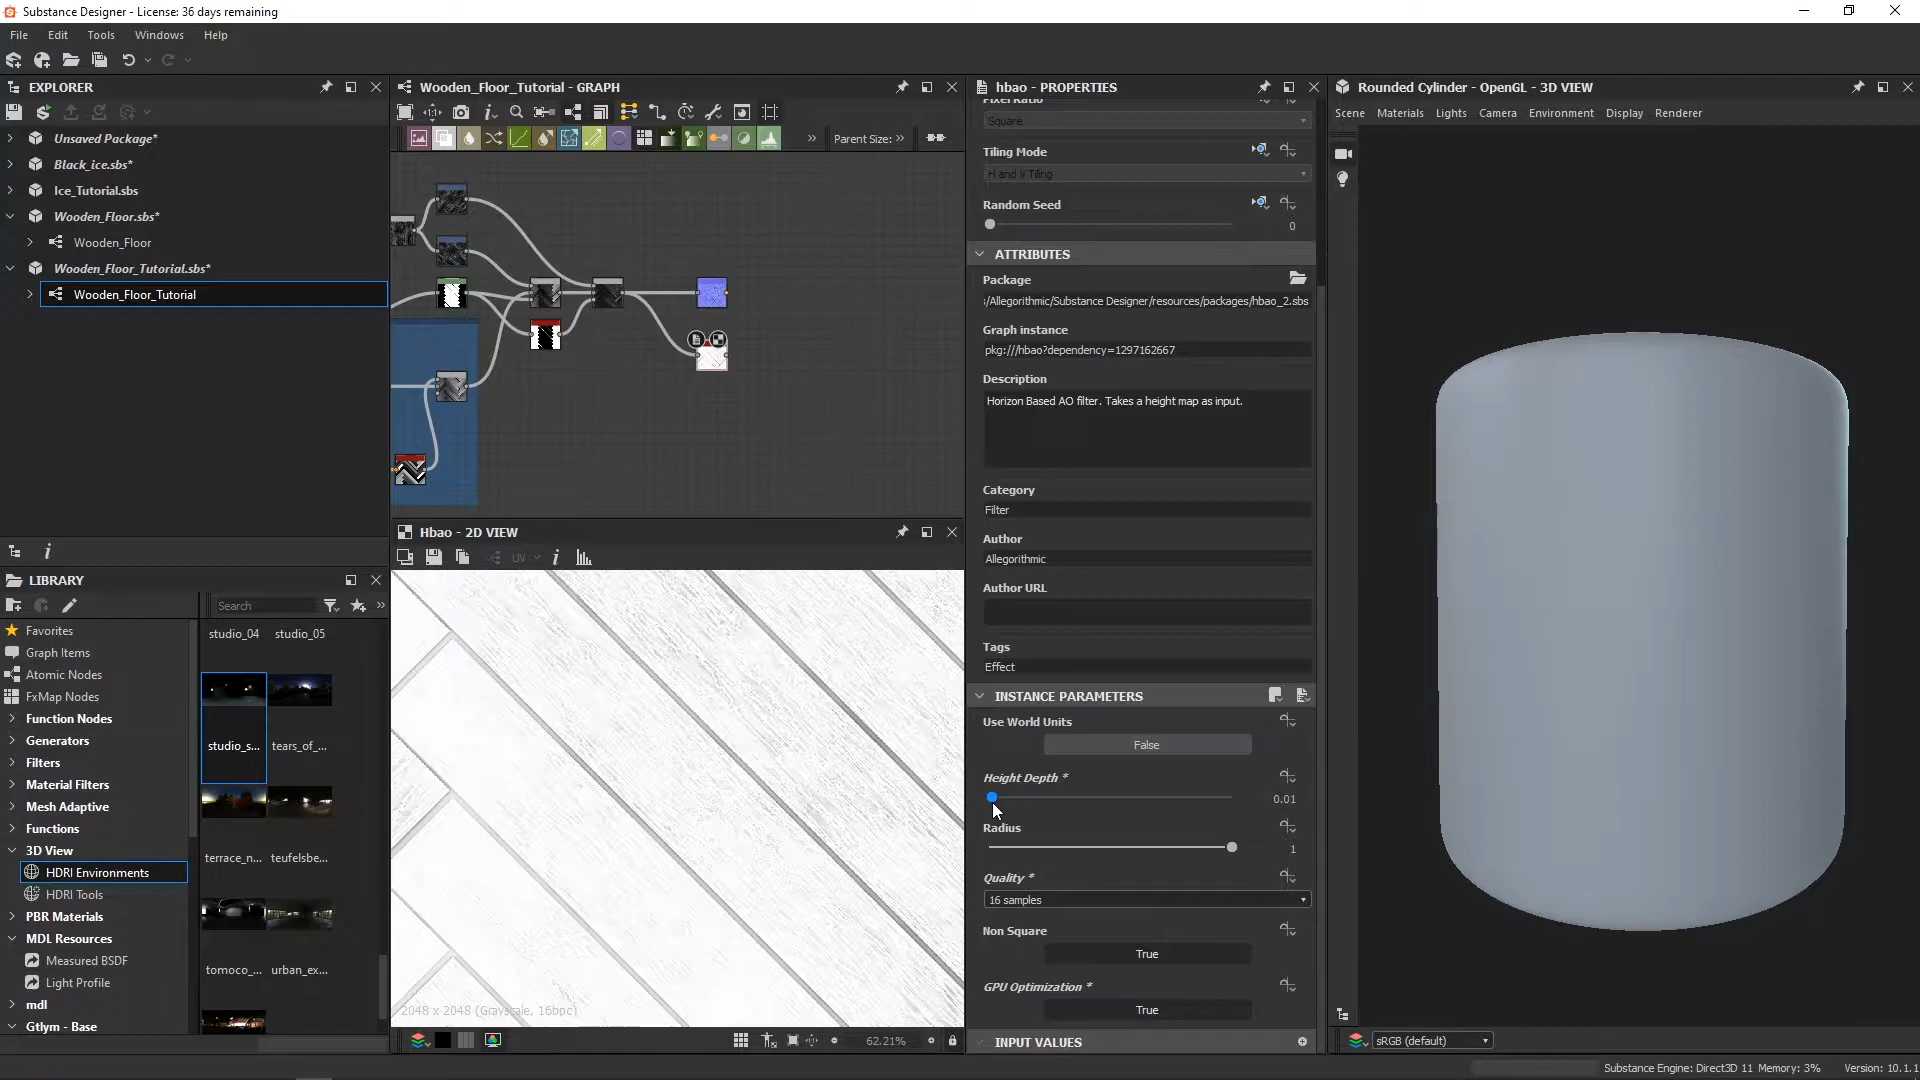 Substance Designer - License: 36 days remaining
File Edit Tools Windows Help
EXPLORER
Unsaved Package*
Black_ice.sbs*
Ice_Tutorial.sbs
Wooden_Floor.sbs*
Wooden_Floor
Wooden_Floor_Tutorial.sbs*
Wooden_Floor_Tutorial
LIBRARY
Search
Favorites
Graph Items
Atomic Nodes
FxMap Nodes
Function Nodes
Generators
Filters
Material Filters
Mesh Adaptive
Functions
3D View
HDRI Environments
HDRI Tools
PBR Materials
MDL Resources
Measured BSDF
Light Profile
mdl
Gtlym - Base
studio_04 studio_05
studio_s... tears_of_...
terrace_n... teufelsbe...
tomoco_... urban_ex...
Wooden_Floor_Tutorial - GRAPH
Parent Size:
Hbao - 2D VIEW
UV
2048 x 2048 (Grayscale, 16bpc)
62.21%
hbao - PROPERTIES
Pixel Ratio
Square
Tiling Mode
H and V Tiling
Random Seed
0
ATTRIBUTES
Package
:/Allegorithmic/Substance Designer/resources/packages/hbao_2.sbs
Graph instance
pkg:///hbao?dependency=1297162667
Description
Horizon Based AO filter. Takes a height map as input.
Category
Filter
Author
Allegorithmic
Author URL
Tags
Effect
INSTANCE PARAMETERS
Use World Units
False
Height Depth *
0.01
Radius
1
Quality *
16 samples
Non Square
True
GPU Optimization *
True
INPUT VALUES
Rounded Cylinder - OpenGL - 3D VIEW
Scene Materials Lights Camera Environment Display Renderer
sRGB (default)
Substance Engine: Direct3D 11 Memory: 3% Version: 10.1.1